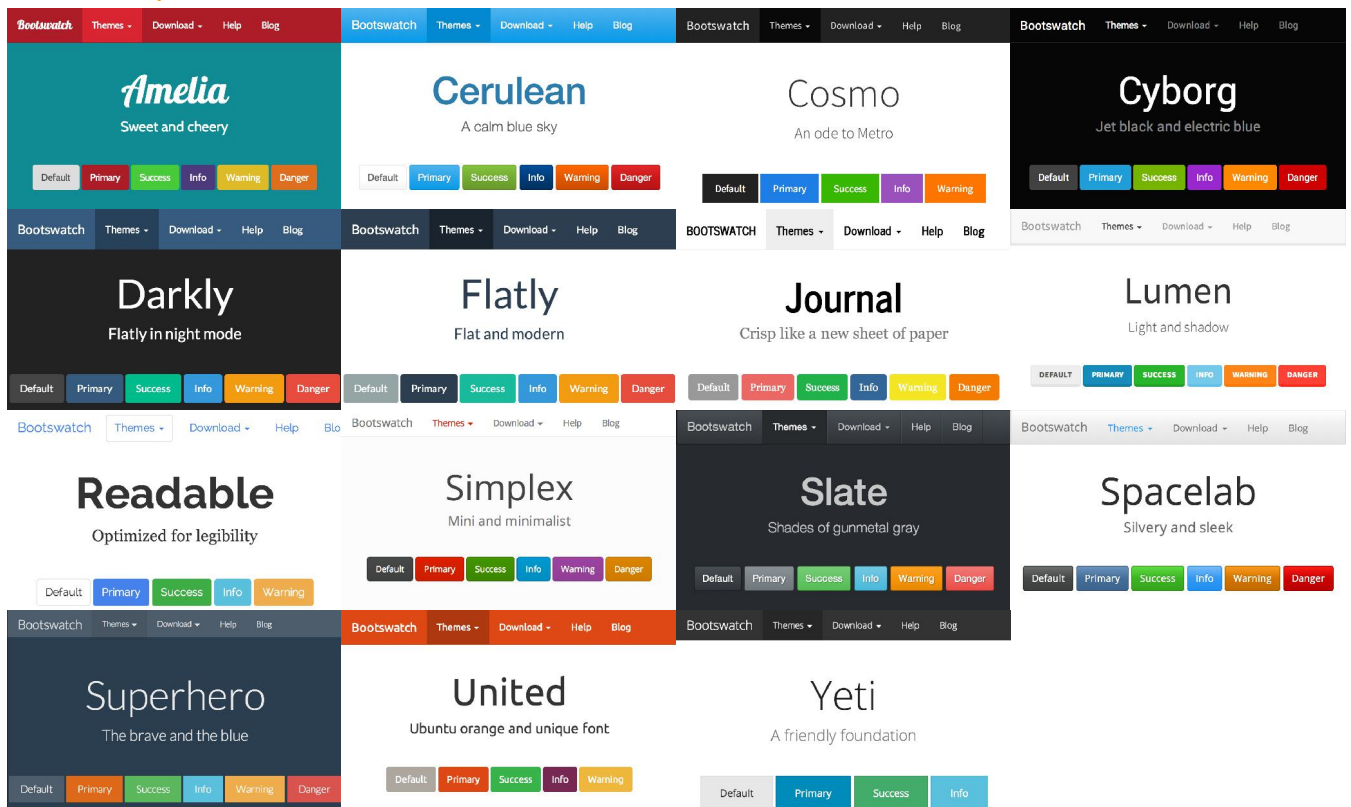 Bootswatch Themes Download Help Blog
Amelia
Sweet and cheery
Default Primary Success Info Warning Danger
Bootswatch Themes Download Help Blog
Cerulean
A calm blue sky
Default Primary Success Info Warning Danger
Bootswatch Themes Download Help Blog
Cosmo
An ode to Metro
Default Primary Success Info Warning
Bootswatch Themes Download Help Blog
Cyborg
Jet black and electric blue
Default Primary Success Info Warning Danger
Bootswatch Themes Download Help Blog
Darkly
Flatly in night mode
Default Primary Success Info Warning Danger
Bootswatch Themes Download Help Blog
Flatly
Flat and modern
Default Primary Success Info Warning Danger
BOOTSWATCH Themes Download Help Blog
Journal
Crisp like a new sheet of paper
Default Primary Success Info Warning Danger
Bootswatch Themes Download Help Blog
Lumen
Light and shadow
DEFAULT PRIMARY SUCCESS INFO WARNING DANGER
Bootswatch Themes Download Help Blo
Readable
Optimized for legibility
Default Primary Success Info Warning
Bootswatch Themes Download Help Blog
Simplex
Mini and minimalist
Default Primary Success Info Warning Danger
Bootswatch Themes Download Help Blog
Slate
Shades of gunmetal gray
Default Primary Success Info Warning Danger
Bootswatch Themes Download Help Blog
Spacelab
Silvery and sleek
Default Primary Success Info Warning Danger
Bootswatch Themes Download Help Blog
Superhero
The brave and the blue
Default Primary Success Info Warning Danger
Bootswatch Themes Download Help Blog
United
Ubuntu orange and unique font
Default Primary Success Info Warning
Bootswatch Themes Download Help Blog
Yeti
A friendly foundation
Default Primary Success Info